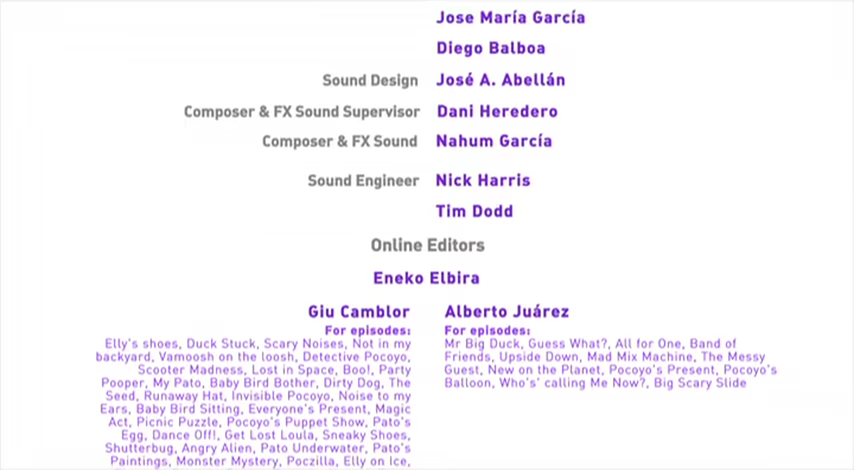 Jose María García
Diego Balboa
Sound Design José A. Abellán
Composer & FX Sound Supervisor Dani Heredero
Composer & FX Sound Nahum García
Sound Engineer Nick Harris
Tim Dodd
Online Editors
Eneko Elbira
Giu Camblor
For episodes:
Elly's shoes, Duck Stuck, Scary Noises, Not in my
backyard, Vamoosh on the loosh, Detective Pocoyo,
Scooter Madness, Lost in Space, Boo!, Party
Pooper, My Pato, Baby Bird Bother, Dirty Dog, The
Seed, Runaway Hat, Invisible Pocoyo, Noise to my
Ears, Baby Bird Sitting, Everyone's Present, Magic
Act, Picnic Puzzle, Pocoyo's Puppet Show, Pato's
Egg, Dance Off!, Get Lost Loula, Sneaky Shoes,
Shutterbug, Angry Alien, Pato Underwater, Pato's
Paintings, Monster Mystery, Poczilla, Elly on Ice,
Alberto Juárez
For episodes:
Mr Big Duck, Guess What?, All for One, Band of
Friends, Upside Down, Mad Mix Machine, The Messy
Guest, New on the Planet, Pocoyo's Present, Pocoyo's
Balloon, Who's' calling Me Now?, Big Scary Slide